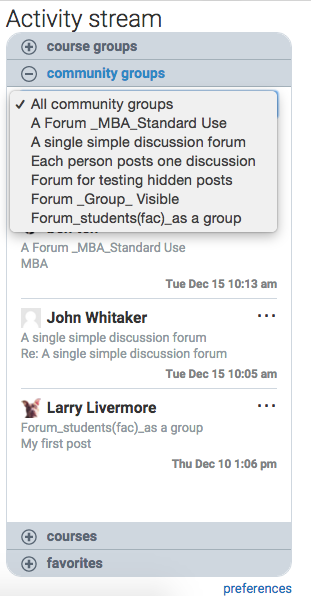 Activity stream
course groups
community groups
✓ All community groups
A Forum _MBA_Standard Use
A single simple discussion forum
Each person posts one discussion
Forum for testing hidden posts
Forum _Group_ Visible
Forum_students(fac)_as a group
A Forum _MBA_Standard Use
MBA
Tue Dec 15 10:13 am
John Whitaker
A single simple discussion forum
Re: A single simple discussion forum
Tue Dec 15 10:05 am
Larry Livermore
Forum_students(fac)_as a group
My first post
Thu Dec 10 1:06 pm
courses
favorites
preferences